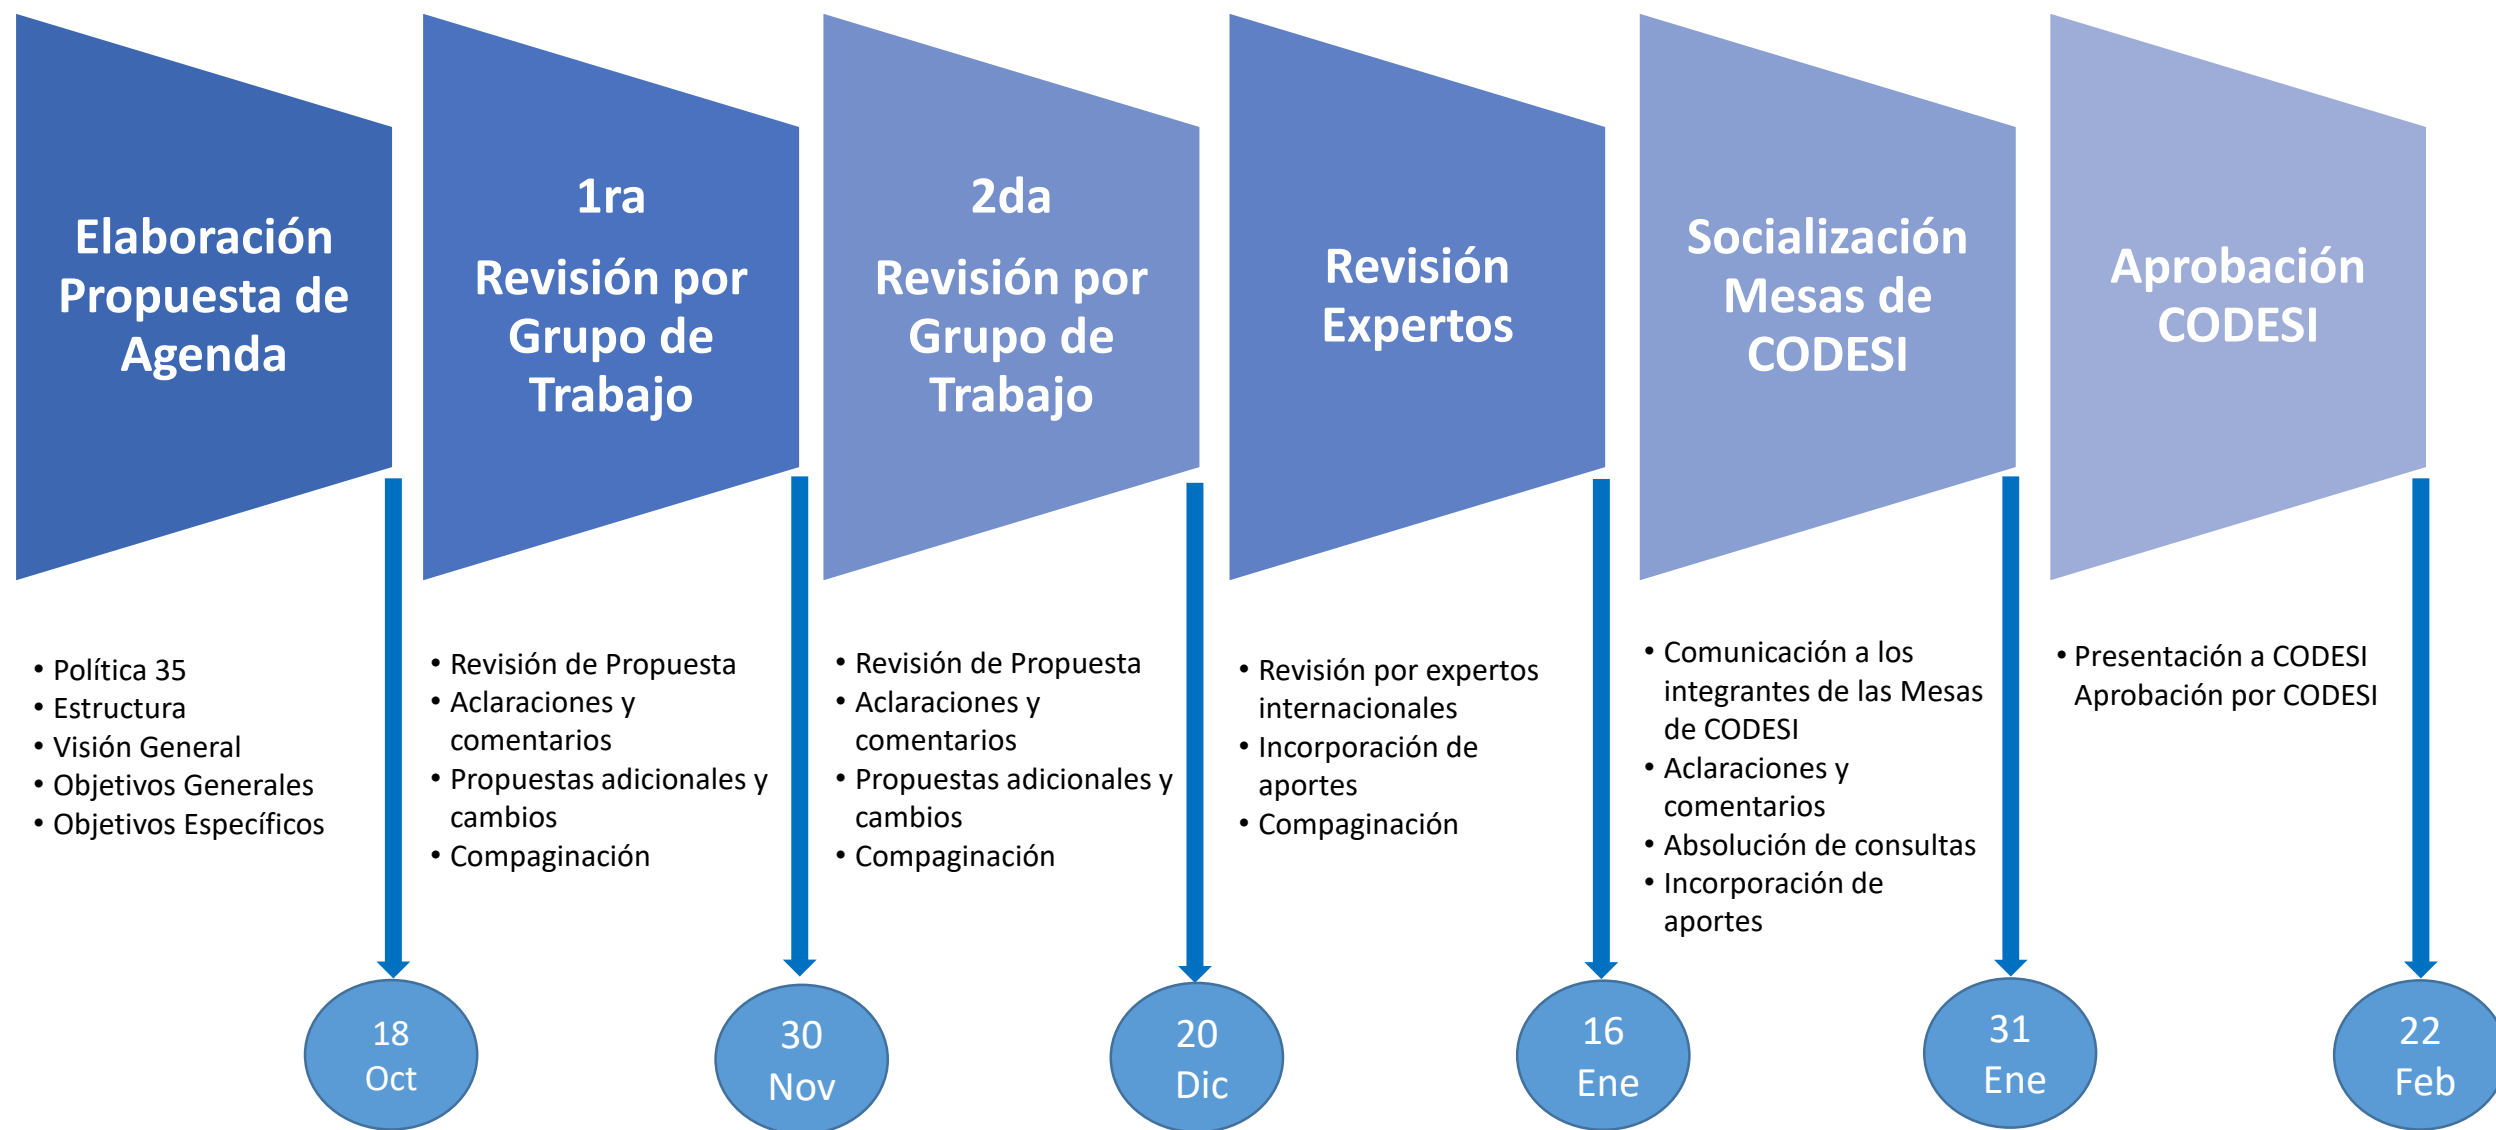 Elaboración
Propuesta de
Agenda
1ra
Revisión por
Grupo de
Trabajo
2da
Revisión por
Grupo de
Trabajo
Revisión
Expertos
Socialización
Mesas de
CODESI
Aprobación
CODESI
• Política 35
• Estructura
• Visión General
• Objetivos Generales
• Objetivos Específicos
• Revisión de Propuesta
• Aclaraciones y
comentarios
• Propuestas adicionales y
cambios
• Compaginación
• Revisión de Propuesta
• Aclaraciones y
comentarios
• Propuestas adicionales y
cambios
• Compaginación
• Revisión por expertos
internacionales
• Incorporación de
aportes
• Compaginación
• Comunicación a los
integrantes de las Mesas
de CODESI
• Aclaraciones y
comentarios
• Absolución de consultas
• Incorporación de
aportes
• Presentación a CODESI
Aprobación por CODESI
18
Oct
30
Nov
20
Dic
16
Ene
31
Ene
22
Feb